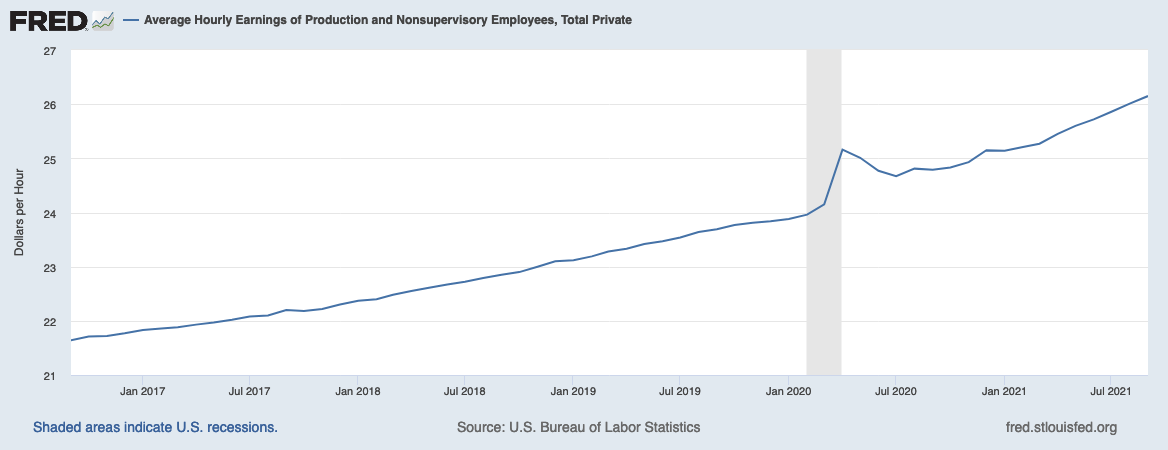 FRED Average Hourly Earnings of Production and Nonsupervisory Employees, Total Private
27
26
25
24
23
22
21
Dollars per Hour
Jan 2017 Jul 2017 Jan 2018 Jul 2018 Jan 2019 Jul 2019 Jan 2020 Jul 2020 Jan 2021 Jul 2021
Shaded areas indicate U.S. recessions. Source: U.S. Bureau of Labor Statistics fred.stlouisfed.org